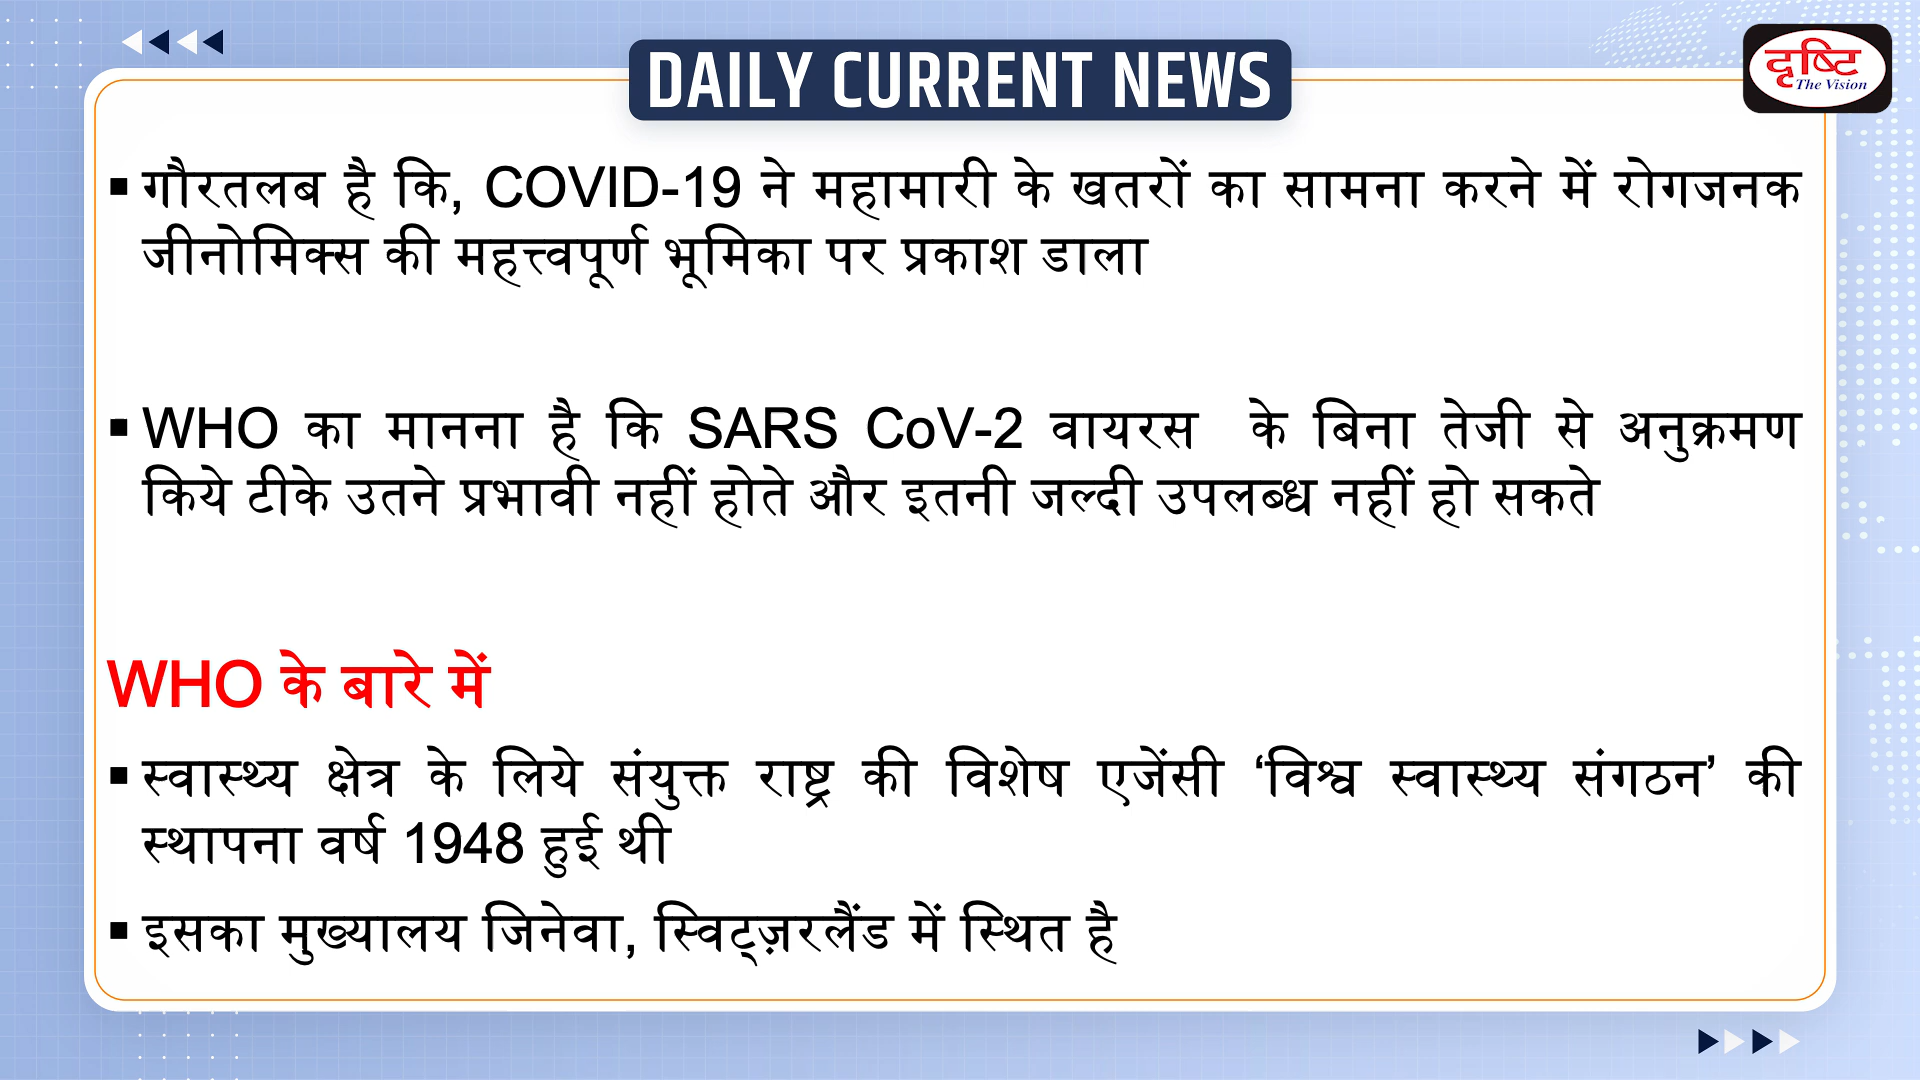 DAILY CURRENT NEWS
दृष्टि
The Vision
▪ गौरतलब है कि, COVID-19 ने महामारी के खतरों का सामना करने में रोगजनक
जीनोमिक्स की महत्त्वपूर्ण भूमिका पर प्रकाश डाला
▪ WHO का मानना है कि SARS CoV-2 वायरस के बिना तेजी से अनुक्रमण
किये टीके उतने प्रभावी नहीं होते और इतनी जल्दी उपलब्ध नहीं हो सकते
WHO के बारे में
▪ स्वास्थ्य क्षेत्र के लिये संयुक्त राष्ट्र की विशेष एजेंसी ‘विश्व स्वास्थ्य संगठन’ की
स्थापना वर्ष 1948 हुई थी
▪ इसका मुख्यालय जिनेवा, स्विट्ज़रलैंड में स्थित है